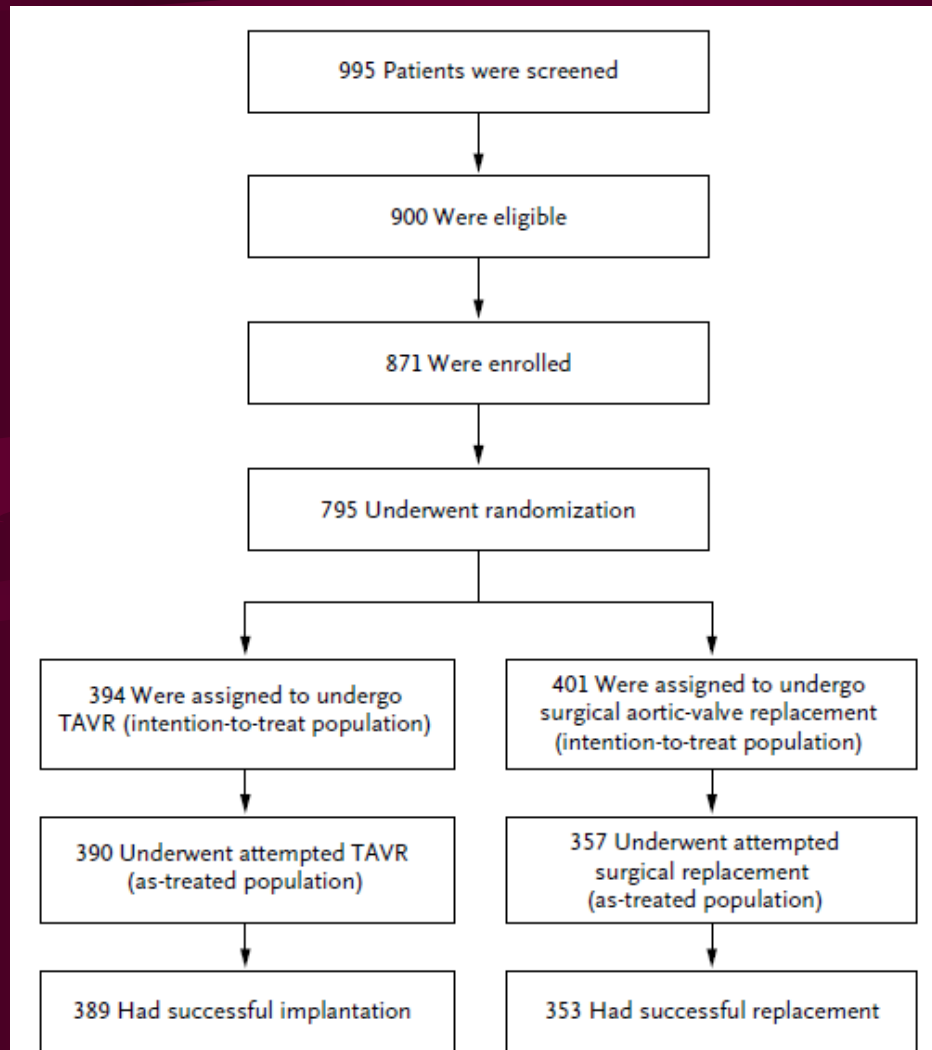 995 Patients were screened
900 Were eligible
871 Were enrolled
795 Underwent randomization
394 Were assigned to undergo
TAVR (intention-to-treat population)
401 Were assigned to undergo
surgical aortic-valve replacement
(intention-to-treat population)
390 Underwent attempted TAVR
(as-treated population)
357 Underwent attempted
surgical replacement
(as-treated population)
389 Had successful implantation
353 Had successful replacement